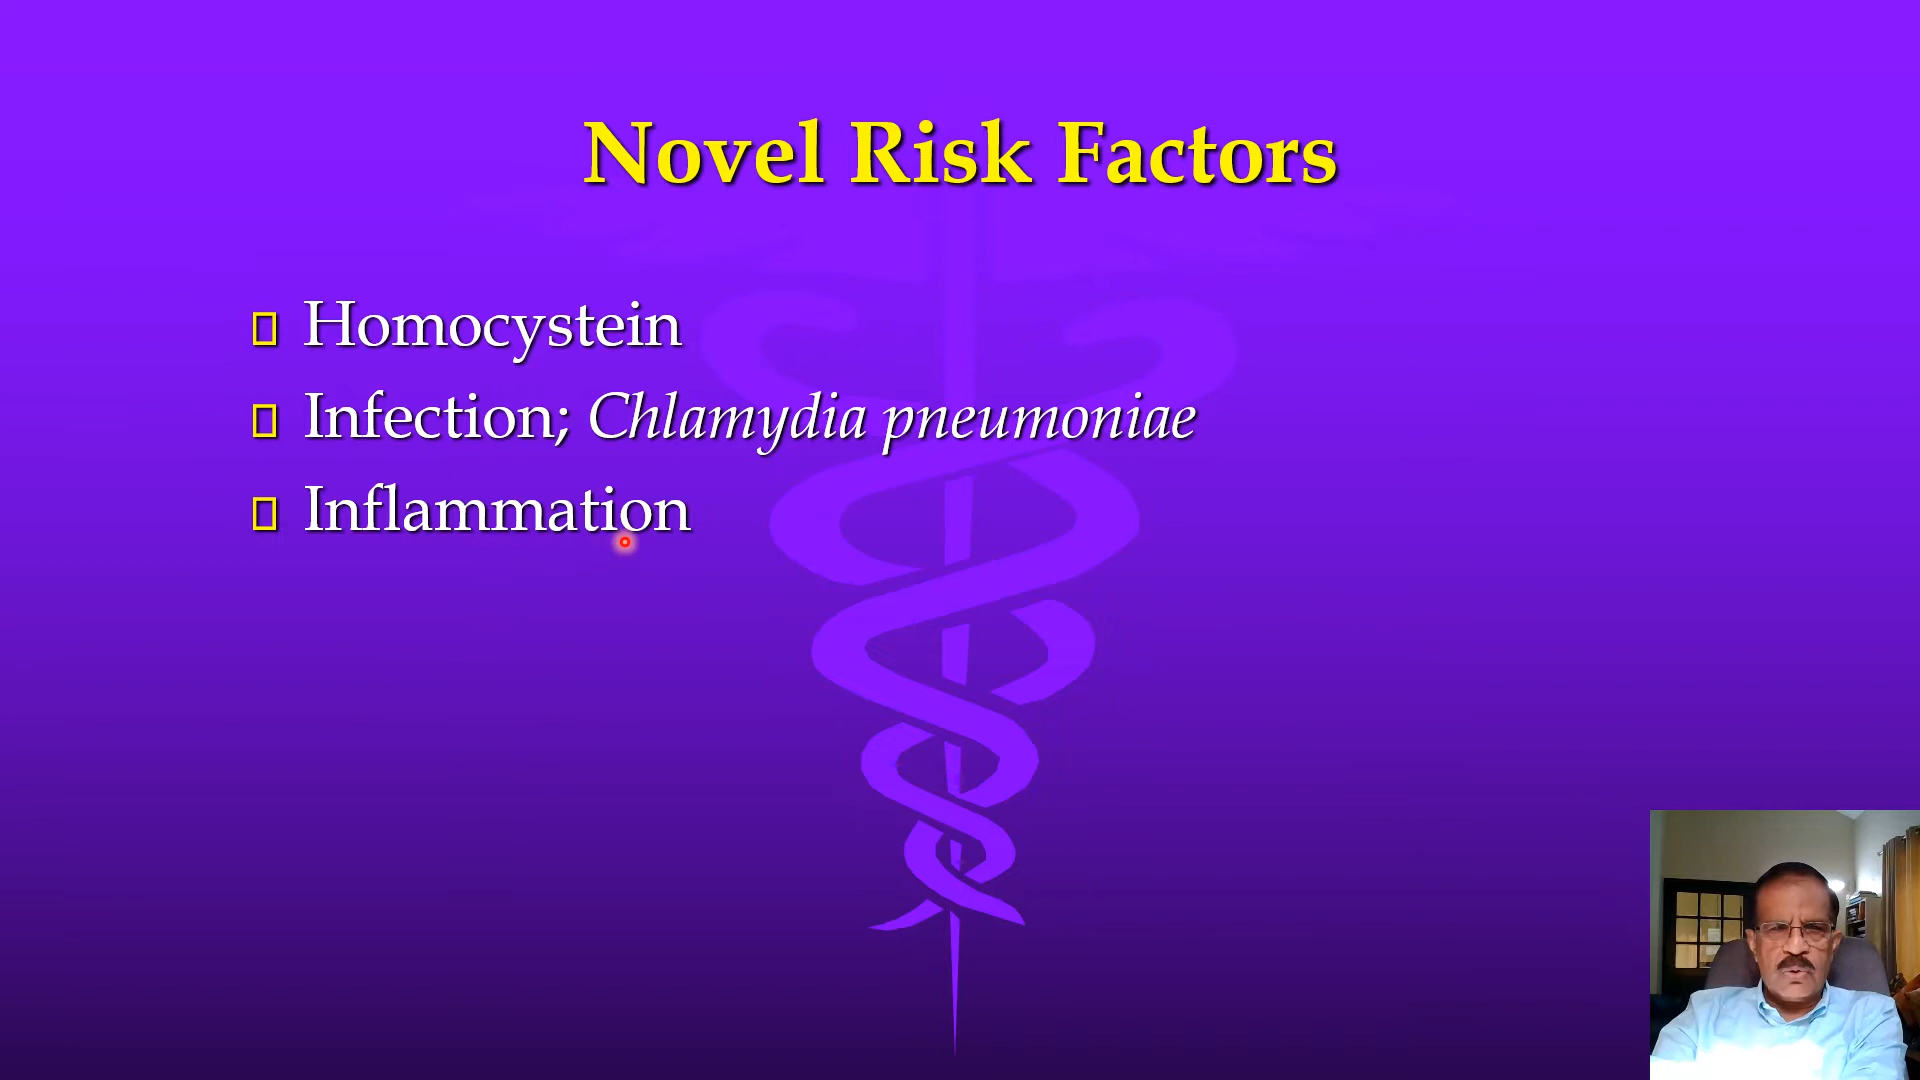 Novel Risk Factors
Homocystein
Infection; Chlamydia pneumoniae
Inflammation